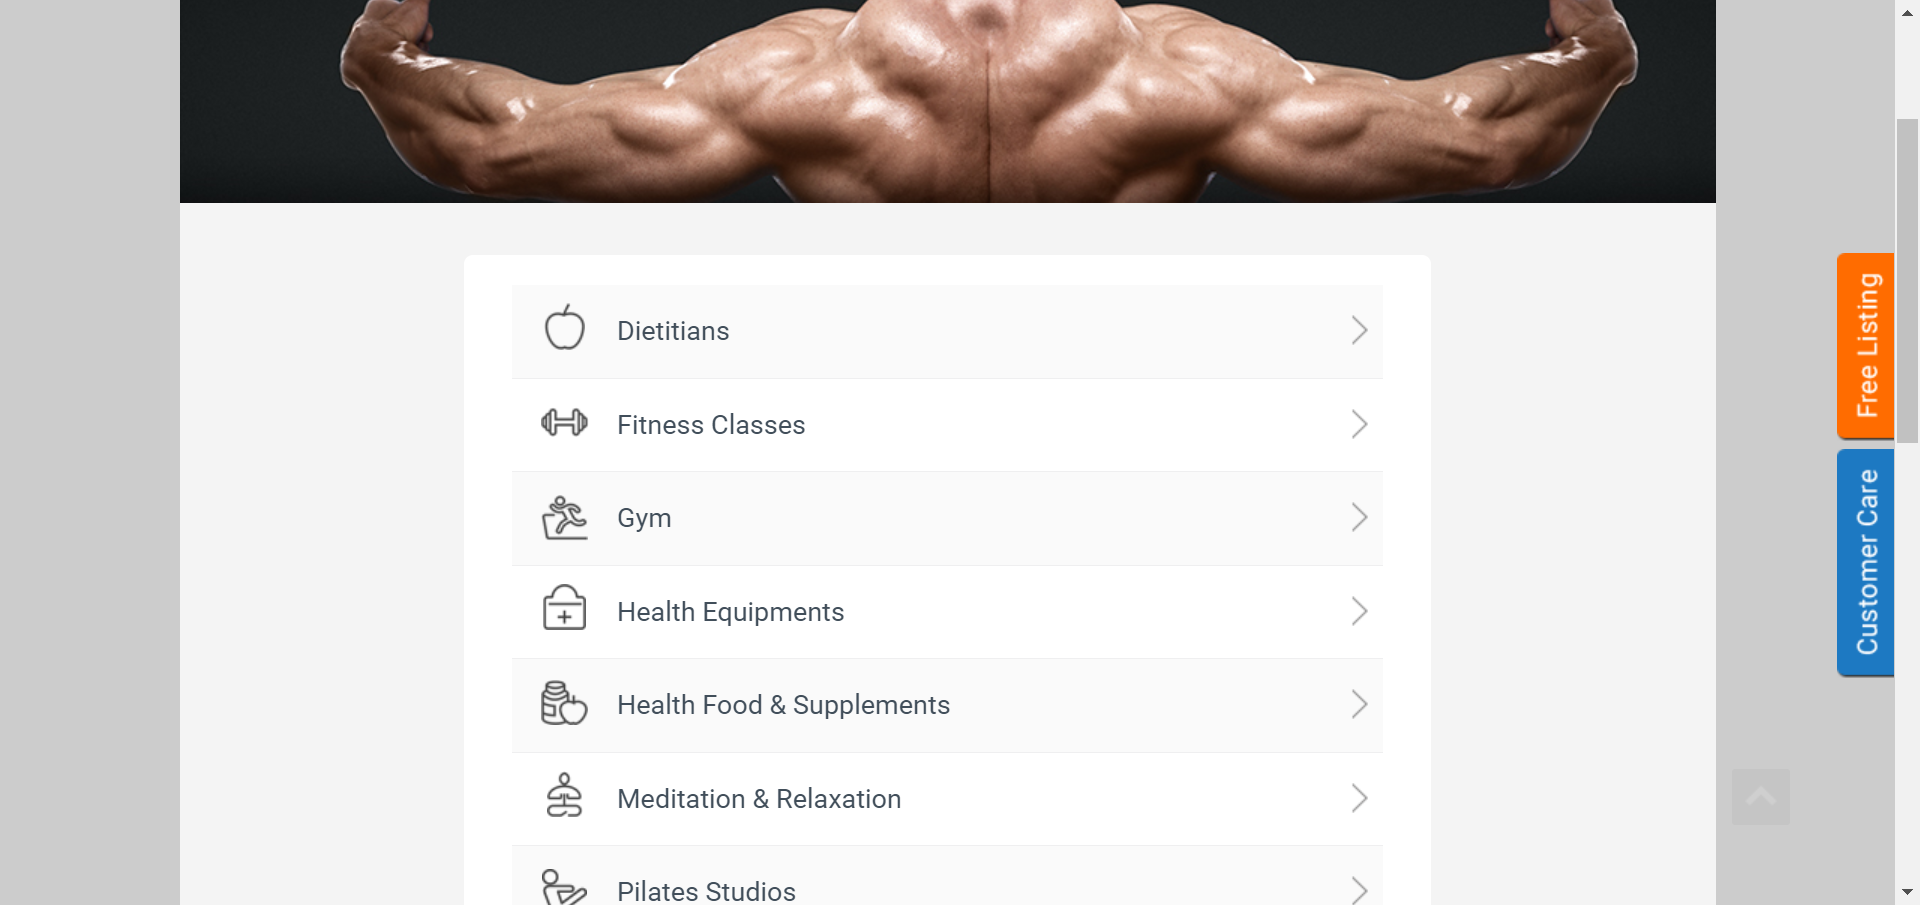 Dietitians
Fitness Classes
Gym
Health Equipments
Health Food & Supplements
Meditation & Relaxation
Pilates Studios
Free Listing
Customer Care